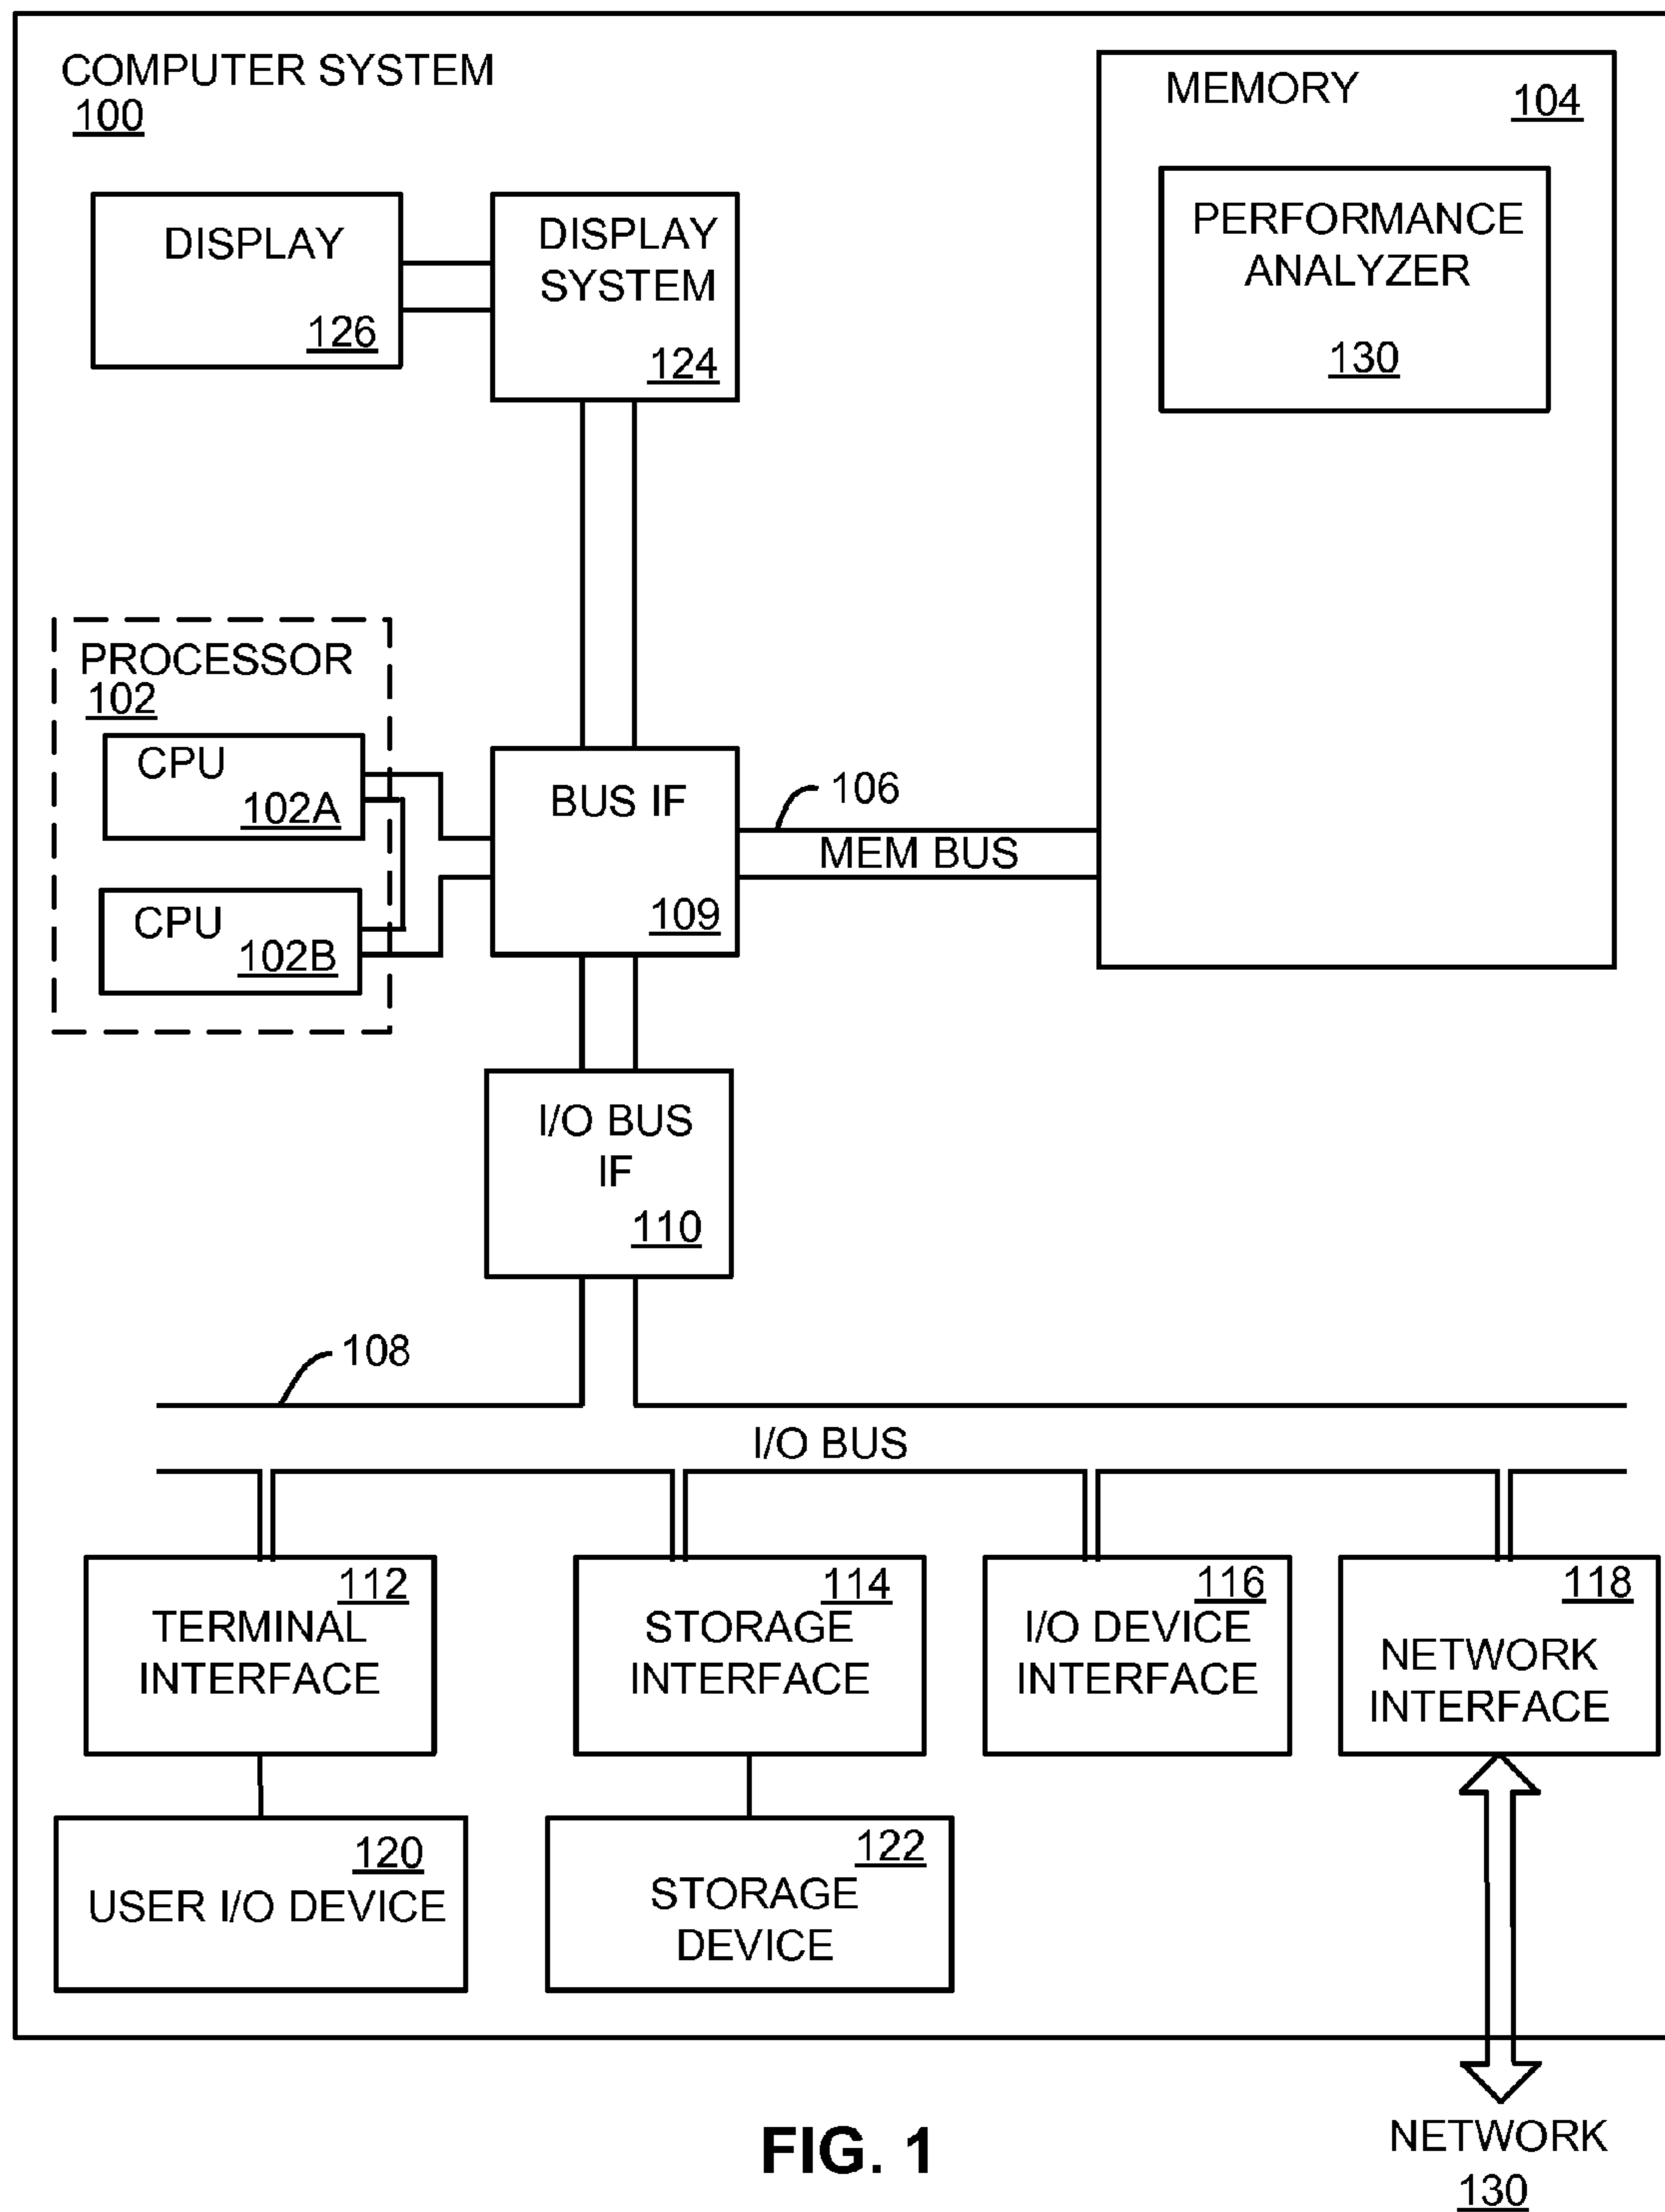 COMPUTER SYSTEM
100
MEMORY
104
PERFORMANCE
ANALYZER
130
DISPLAY
126
DISPLAY
SYSTEM
124
PROCESSOR
102
CPU
102A
CPU
102B
BUS IF
109
106
MEM BUS
I/O BUS
IF
110
108
I/O BUS
112
TERMINAL
INTERFACE
114
STORAGE
INTERFACE
116
I/O DEVICE
INTERFACE
118
NETWORK
INTERFACE
120
USER I/O DEVICE
122
STORAGE
DEVICE
NETWORK
130
FIG. 1